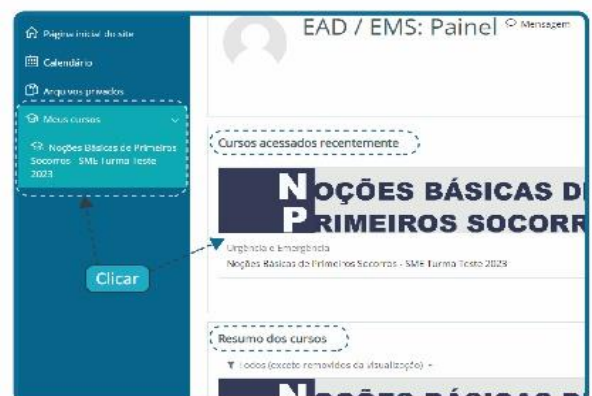 Página inicial do site
Calendário
Arquivos privados
Meus cursos
Noções Básicas de Primeiros
Socorros - SME Turma Teste
2023
Clicar
EAD / EMS: Painel
Mensagem
Cursos acessados recentemente
NOÇÕES BÁSICAS D
PRIMEIROS SOCORR
Urgência e Emergência
Noções Básicas de Primeiros Socorros - SME Turma Teste 2023
Resumo dos cursos
Todos (exceto removidos da visualização)
NOÇÕES BÁSICAS D